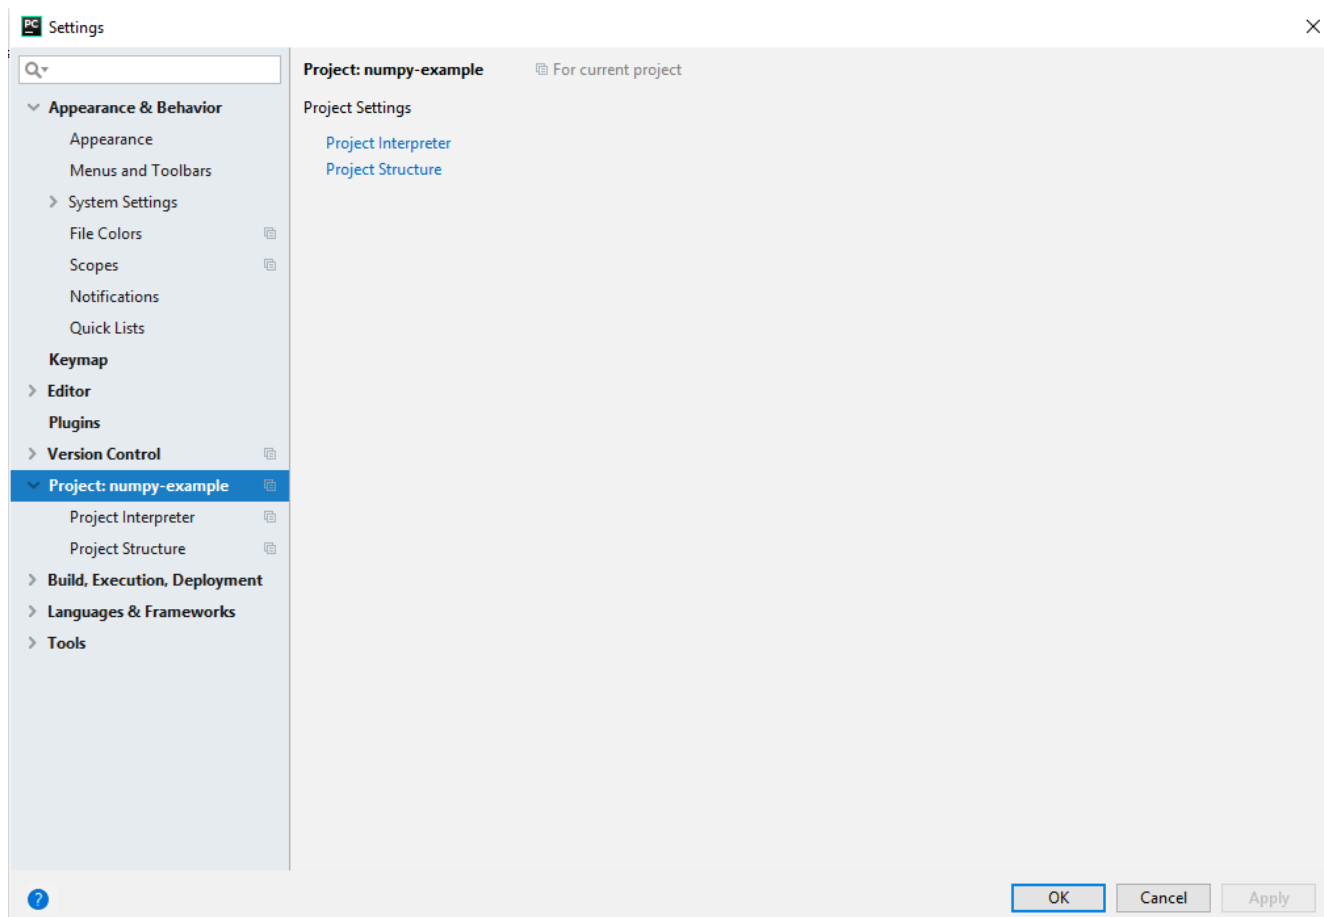 PC Settings
Appearance & Behavior
Appearance
Menus and Toolbars
System Settings
File Colors
Scopes
Notifications
Quick Lists
Keymap
Editor
Plugins
Version Control
Project: numpy-example
Project Interpreter
Project Structure
Build, Execution, Deployment
Languages & Frameworks
Tools
Project: numpy-example For current project
Project Settings
Project Interpreter
Project Structure
? OK Cancel Apply